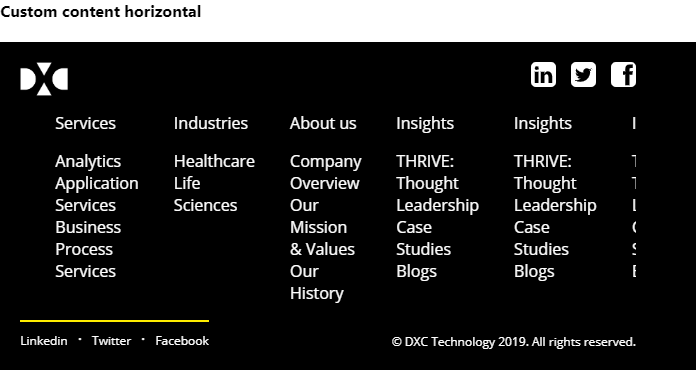 Custom content horizontal
DXC
Services Industries About us Insights Insights
Analytics Healthcare Company THRIVE: THRIVE:
Application Life Overview Thought Thought
Services Sciences Our Leadership Leadership
Business Mission Case Case
Process & Values Studies Studies
Services Our Blogs Blogs
History
Linkedin · Twitter · Facebook © DXC Technology 2019. All rights reserved.